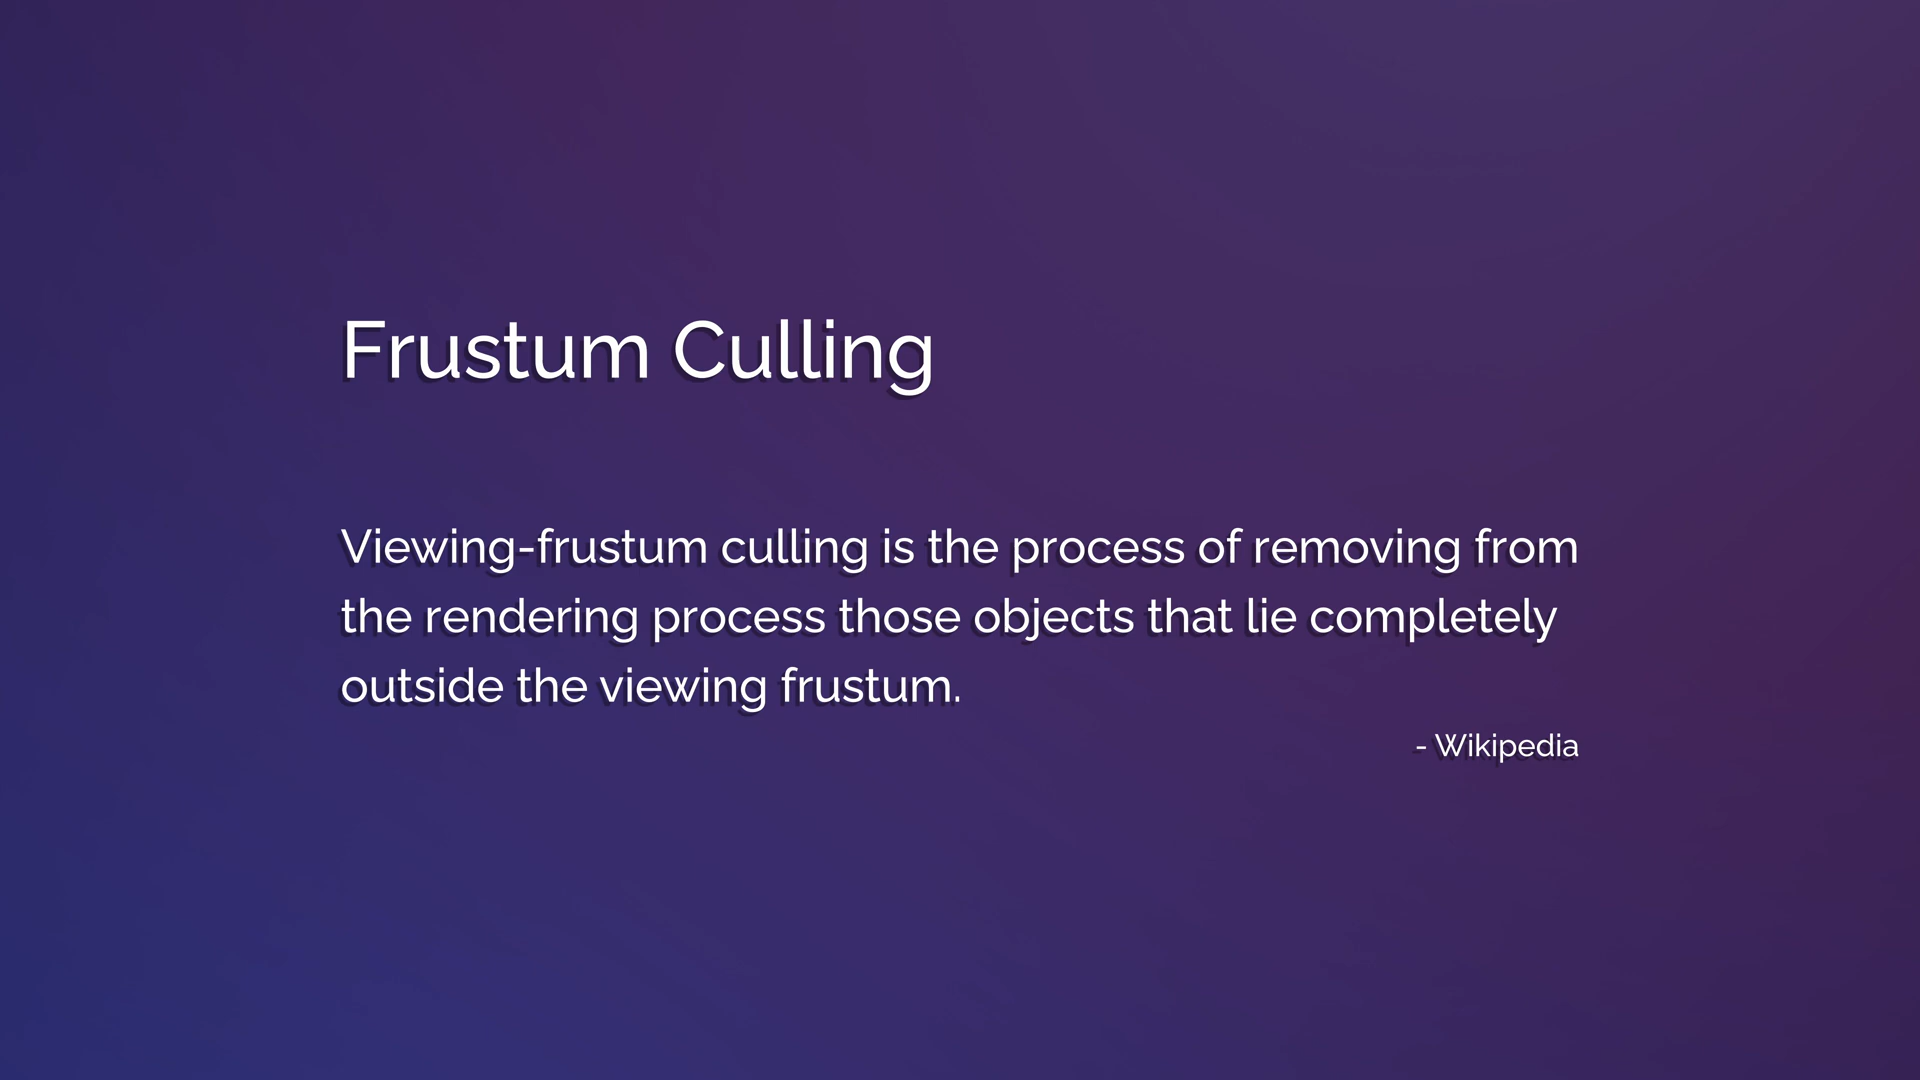 Frustum Culling
Viewing-frustum culling is the process of removing from
the rendering process those objects that lie completely
outside the viewing frustum.
- Wikipedia